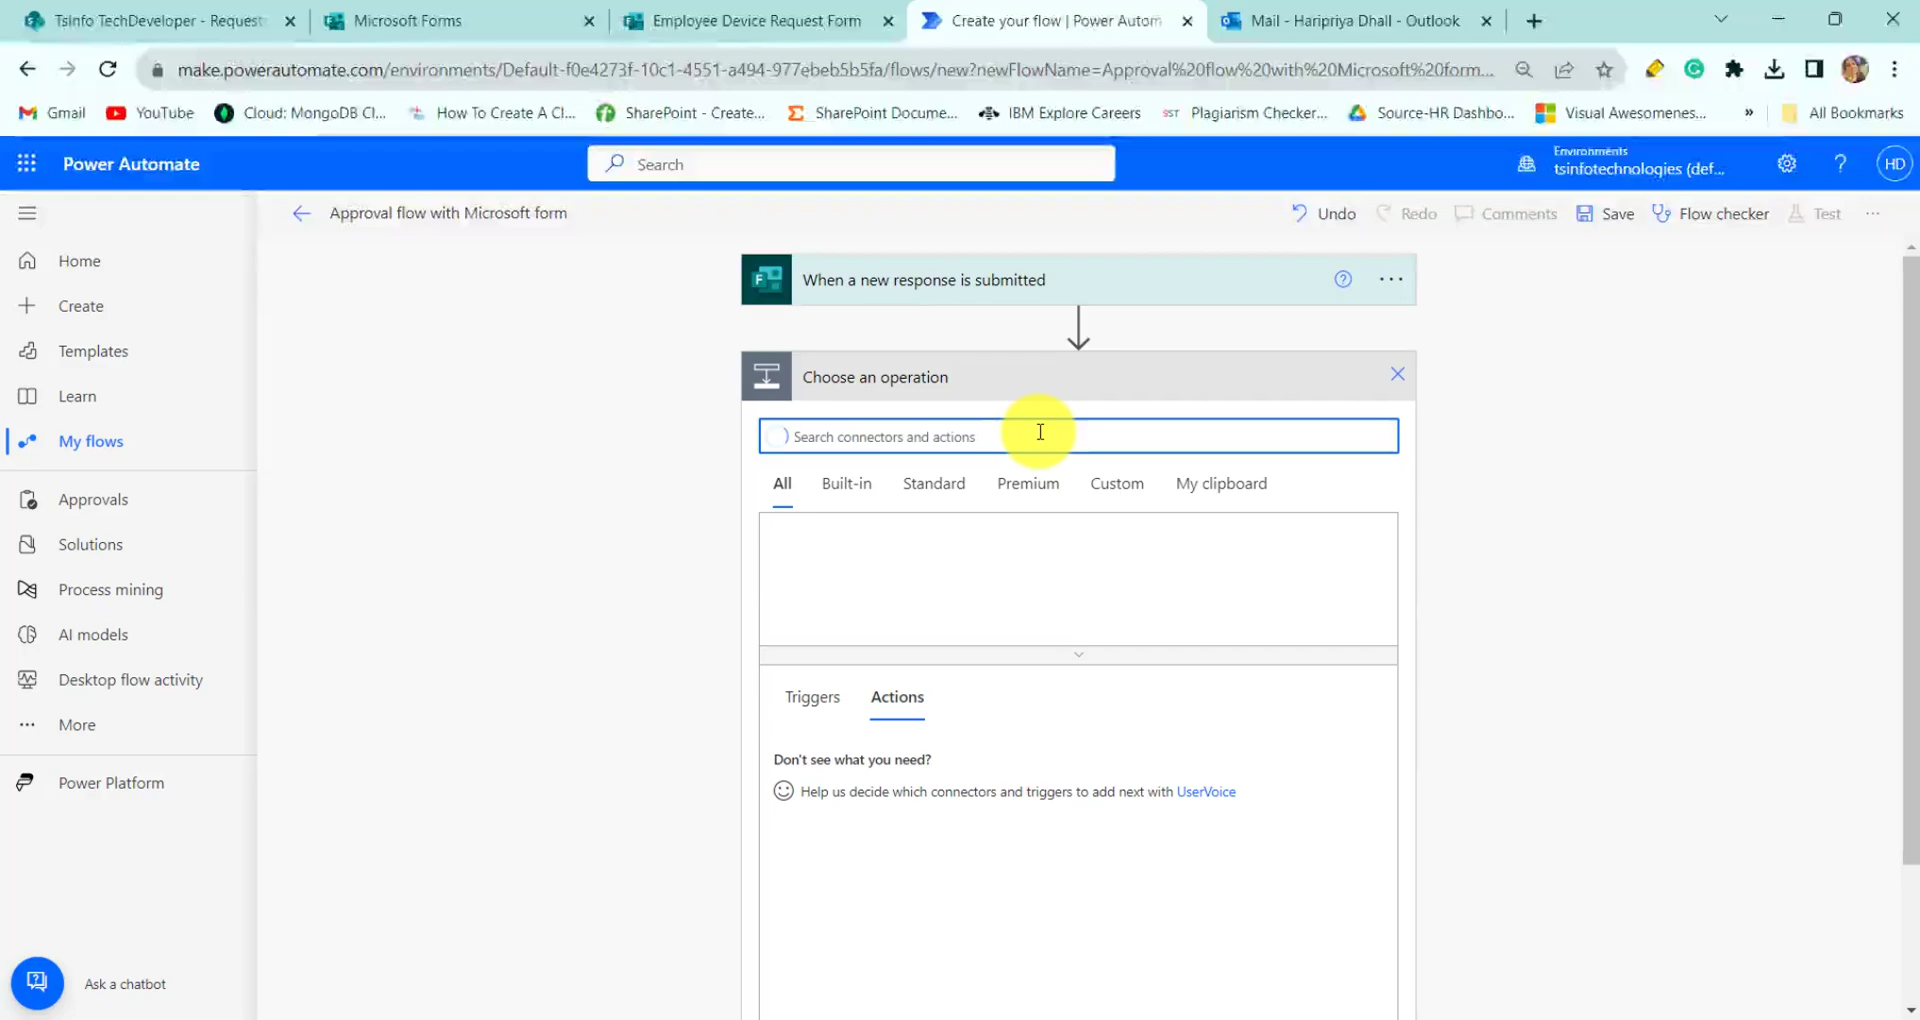 TsInfo TechDeveloper - Request
Microsoft Forms
Employee Device Request Form
Create your flow | Power Autom
Mail - Haripriya Dhall - Outlook
make.powerautomate.com/environments/Default-f0e4273f-10c1-4551-a494-977ebeb5b5fa/flows/new?newFlowName=Approval%20flow%20with%20Microsoft%20form...
Gmail
YouTube
Cloud: MongoDB Cl...
How To Create A Cl...
SharePoint - Create...
SharePoint Docume...
IBM Explore Careers
SST
Plagiarism Checker...
Source-HR Dashbo...
Visual Awesomenes...
»
All Bookmarks
Power Automate
Search
Environments
tsinfotechnologies (def...
?
HD
Approval flow with Microsoft form
Undo
Redo
Comments
Save
Flow checker
Test
...
Home
Create
Templates
Learn
My flows
Approvals
Solutions
Process mining
AI models
Desktop flow activity
More
Power Platform
Ask a chatbot
F
When a new response is submitted
?
...
Choose an operation
Search connectors and actions
All
Built-in
Standard
Premium
Custom
My clipboard
Triggers
Actions
Don't see what you need?
Help us decide which connectors and triggers to add next with UserVoice